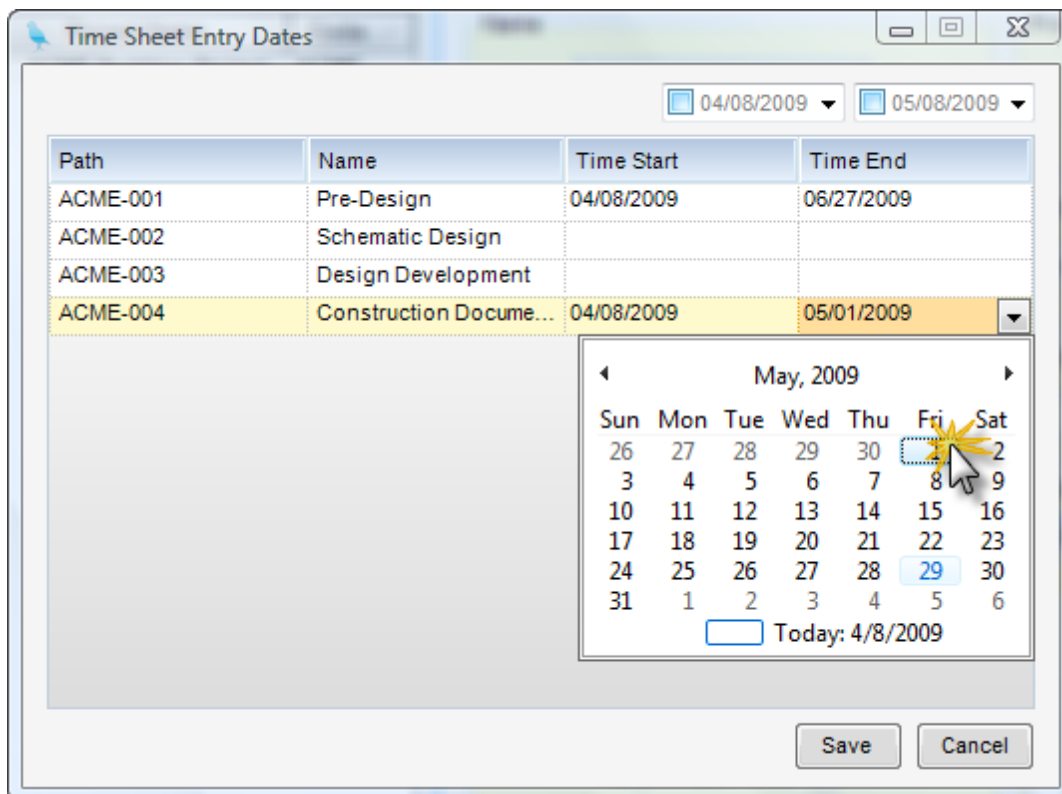 Time Sheet Entry Dates
04/08/2009 05/08/2009
Path Name Time Start Time End
ACME-001 Pre-Design 04/08/2009 06/27/2009
ACME-002 Schematic Design
ACME-003 Design Development
ACME-004 Construction Docume... 04/08/2009 05/01/2009
May, 2009
Sun Mon Tue Wed Thu Fri Sat
26 27 28 29 30 1 2
3 4 5 6 7 8 9
10 11 12 13 14 15 16
17 18 19 20 21 22 23
24 25 26 27 28 29 30
31 1 2 3 4 5 6
Today: 4/8/2009
Save Cancel